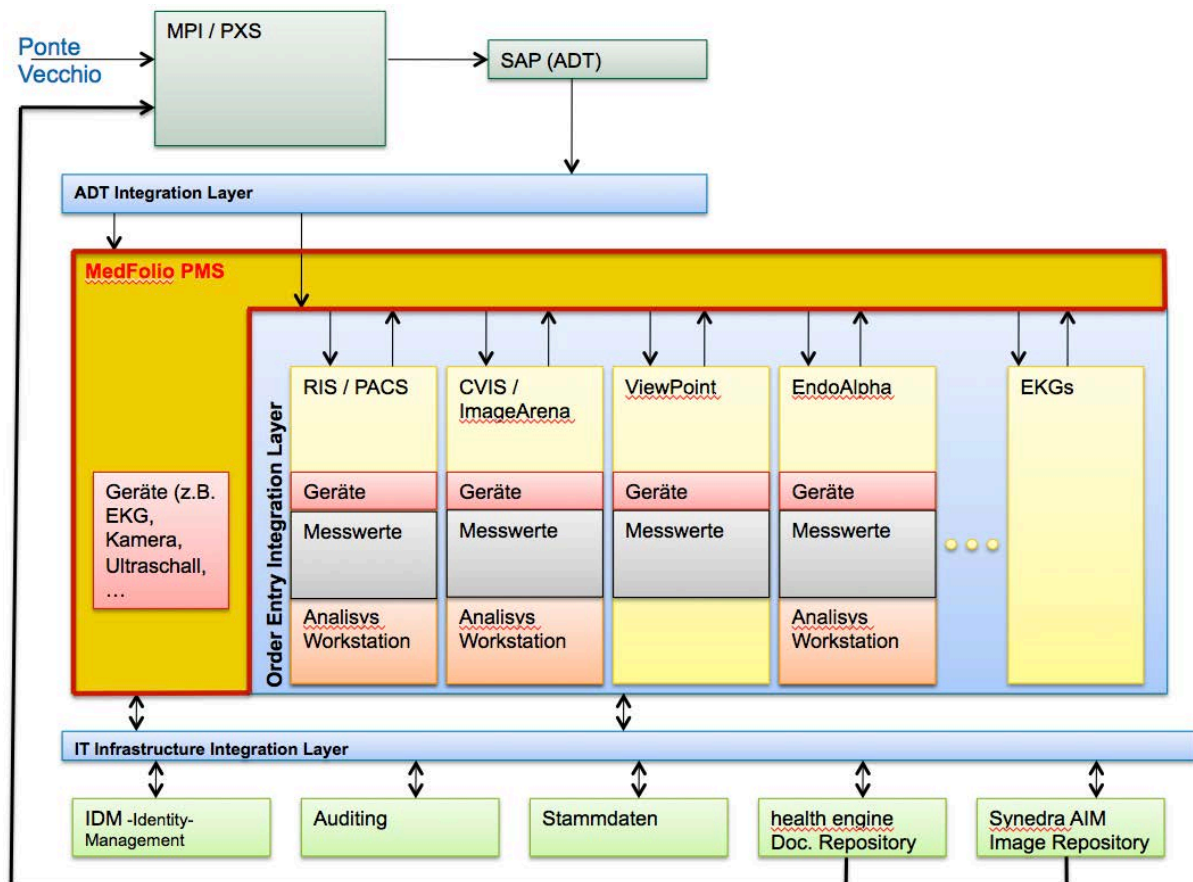 Ponte
Vecchio
MPI / PXS
SAP (ADT)
ADT Integration Layer
MedFolio PMS
Geräte (z.B.
EKG,
Kamera,
Ultraschall,
…
Order Entry Integration Layer
RIS / PACS
Geräte
Messwerte
Analisys
Workstation
CVIS /
ImageArena
Geräte
Messwerte
Analisys
Workstation
ViewPoint
Geräte
Messwerte
EndoAlpha
Geräte
Messwerte
Analisys
Workstation
EKGs
IT Infrastructure Integration Layer
IDM -Identity-
Management
Auditing
Stammdaten
health engine
Doc. Repository
Synedra AIM
Image Repository